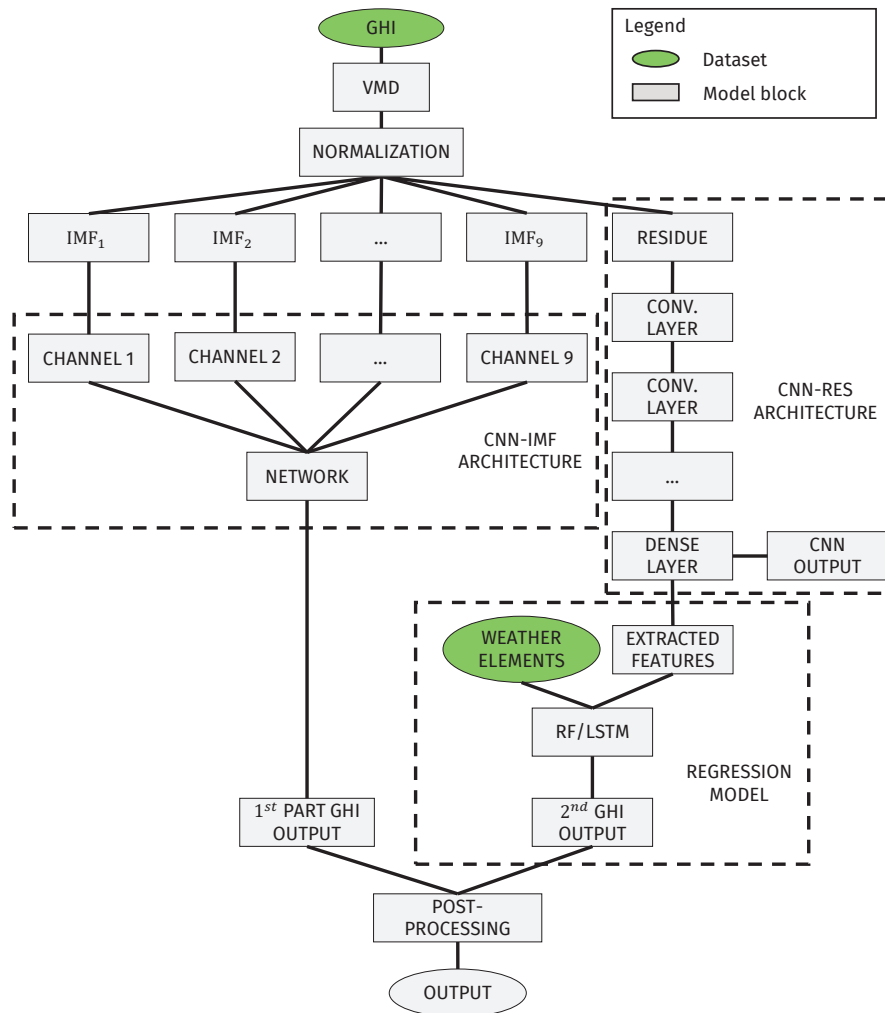 GHI
Legend
Dataset
Model block
VMD
NORMALIZATION
IMF₁
IMF₂
...
IMF₉
RESIDUE
CHANNEL 1
CHANNEL 2
...
CHANNEL 9
CONV.
LAYER
CONV.
LAYER
...
DENSE
LAYER
CNN
OUTPUT
CNN-RES
ARCHITECTURE
CNN-IMF
ARCHITECTURE
NETWORK
WEATHER
ELEMENTS
EXTRACTED
FEATURES
RF/LSTM
REGRESSION
MODEL
1ˢᵗ PART GHI
OUTPUT
2ⁿᵈ GHI
OUTPUT
POST-
PROCESSING
OUTPUT